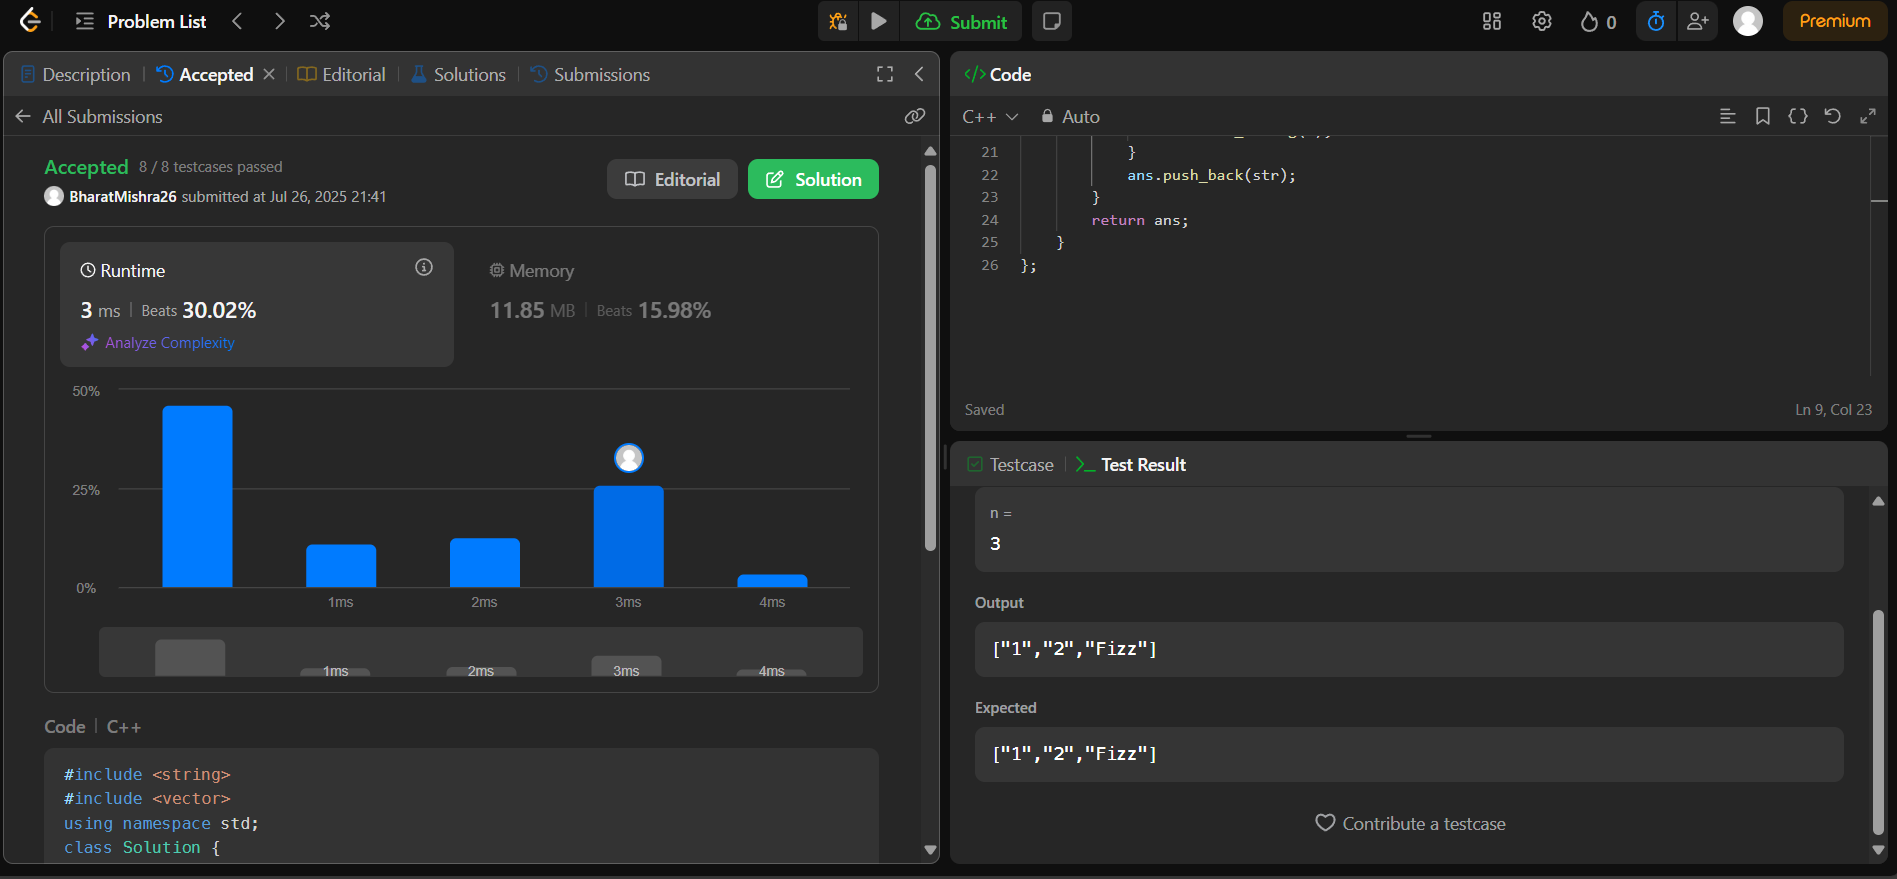 Problem List
Submit
0
Premium
Description
Accepted
Editorial
Solutions
Submissions
All Submissions
Accepted 8 / 8 testcases passed
BharatMishra26 submitted at Jul 26, 2025 21:41
Editorial
Solution
Runtime
3 ms | Beats 30.02%
Analyze Complexity
Memory
11.85 MB | Beats 15.98%
50%
25%
0%
1ms 2ms 3ms 4ms
1ms 2ms 3ms 4ms
Code | C++
#include <string>
#include <vector>
using namespace std;
class Solution {
</> Code
C++
Auto
21 }
22 ans.push_back(str);
23 }
24 return ans;
25 }
26 };
Saved
Ln 9, Col 23
Testcase
Test Result
n =
3
Output
["1","2","Fizz"]
Expected
["1","2","Fizz"]
Contribute a testcase